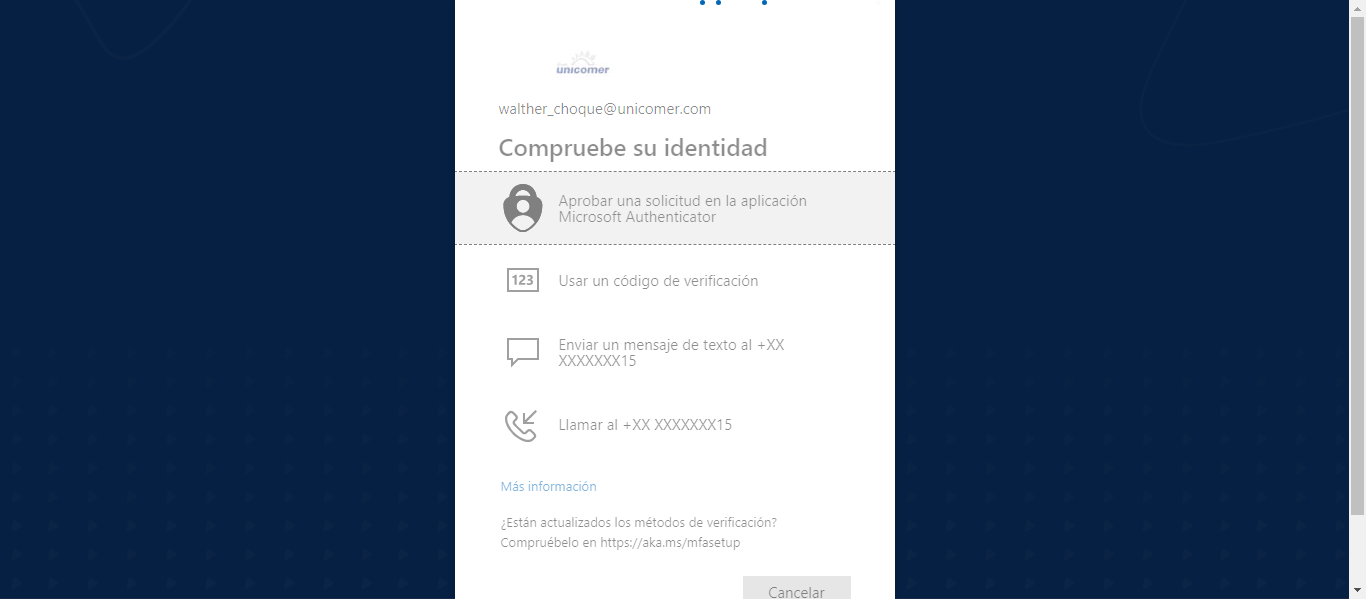 unicomer
walther_choque@unicomer.com
Compruebe su identidad
Aprobar una solicitud en la aplicación
Microsoft Authenticator
123
Usar un código de verificación
Enviar un mensaje de texto al +XX
XXXXXXX15
Llamar al +XX XXXXXXX15
Más información
¿Están actualizados los métodos de verificación?
Compruébelo en https://aka.ms/mfasetup
Cancelar